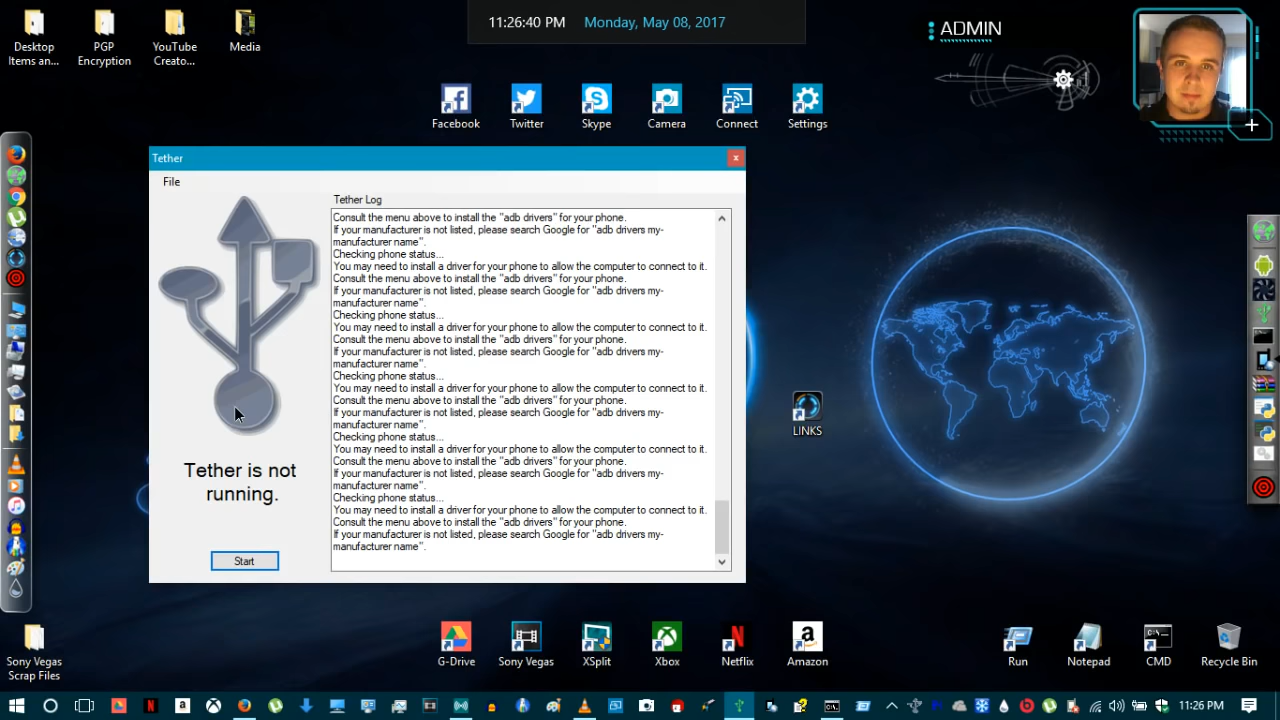 11:26:40 PM Monday, May 08, 2017
ADMIN
Desktop
Items an...
PGP
Encryption
YouTube
Creato...
Media
Facebook
Twitter
Skype
Camera
Connect
Settings
Tether
File
Tether Log
Consult the menu above to install the "adb drivers" for your phone.
If your manufacturer is not listed, please search Google for "adb drivers my-
manufacturer name".
Checking phone status...
You may need to install a driver for your phone to allow the computer to connect to it.
Consult the menu above to install the "adb drivers" for your phone.
If your manufacturer is not listed, please search Google for "adb drivers my-
manufacturer name".
Checking phone status...
You may need to install a driver for your phone to allow the computer to connect to it.
Consult the menu above to install the "adb drivers" for your phone.
If your manufacturer is not listed, please search Google for "adb drivers my-
manufacturer name".
Checking phone status...
You may need to install a driver for your phone to allow the computer to connect to it.
Consult the menu above to install the "adb drivers" for your phone.
If your manufacturer is not listed, please search Google for "adb drivers my-
manufacturer name".
Checking phone status...
You may need to install a driver for your phone to allow the computer to connect to it.
Consult the menu above to install the "adb drivers" for your phone.
If your manufacturer is not listed, please search Google for "adb drivers my-
manufacturer name".
Checking phone status...
You may need to install a driver for your phone to allow the computer to connect to it.
Consult the menu above to install the "adb drivers" for your phone.
If your manufacturer is not listed, please search Google for "adb drivers my-
manufacturer name".
Tether is not
running.
Start
LINKS
Sony Vegas
Scrap Files
G-Drive
Sony Vegas
XSplit
Xbox
Netflix
Amazon
Run
Notepad
CMD
Recycle Bin
11:26 PM